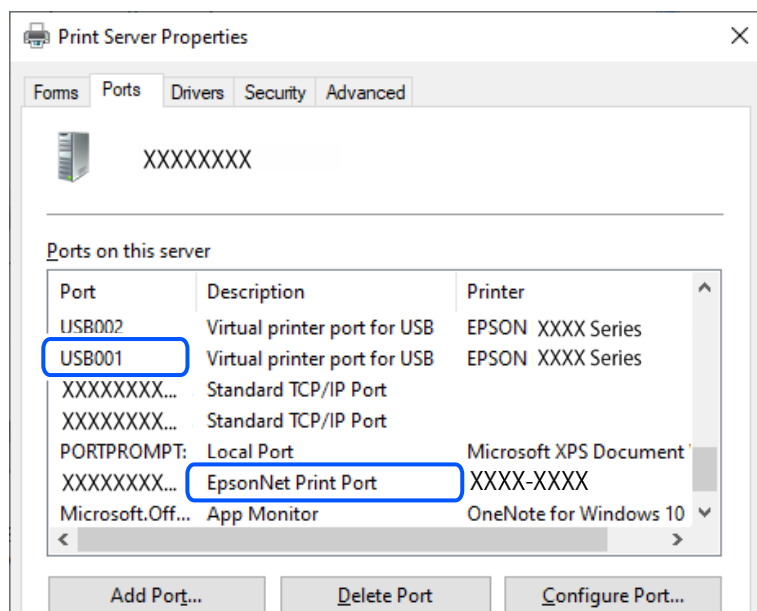 Print Server Properties
Forms Ports Drivers Security Advanced
XXXXXXXX
Ports on this server
Port Description Printer
USB002 Virtual printer port for USB EPSON XXXX Series
USB001 Virtual printer port for USB EPSON XXXX Series
XXXXXXXX... Standard TCP/IP Port
XXXXXXXX... Standard TCP/IP Port
PORTPROMPT: Local Port Microsoft XPS Document
XXXXXXXX... EpsonNet Print Port XXXX-XXXX
Microsoft.Off... App Monitor OneNote for Windows 10
Add Port... Delete Port Configure Port...